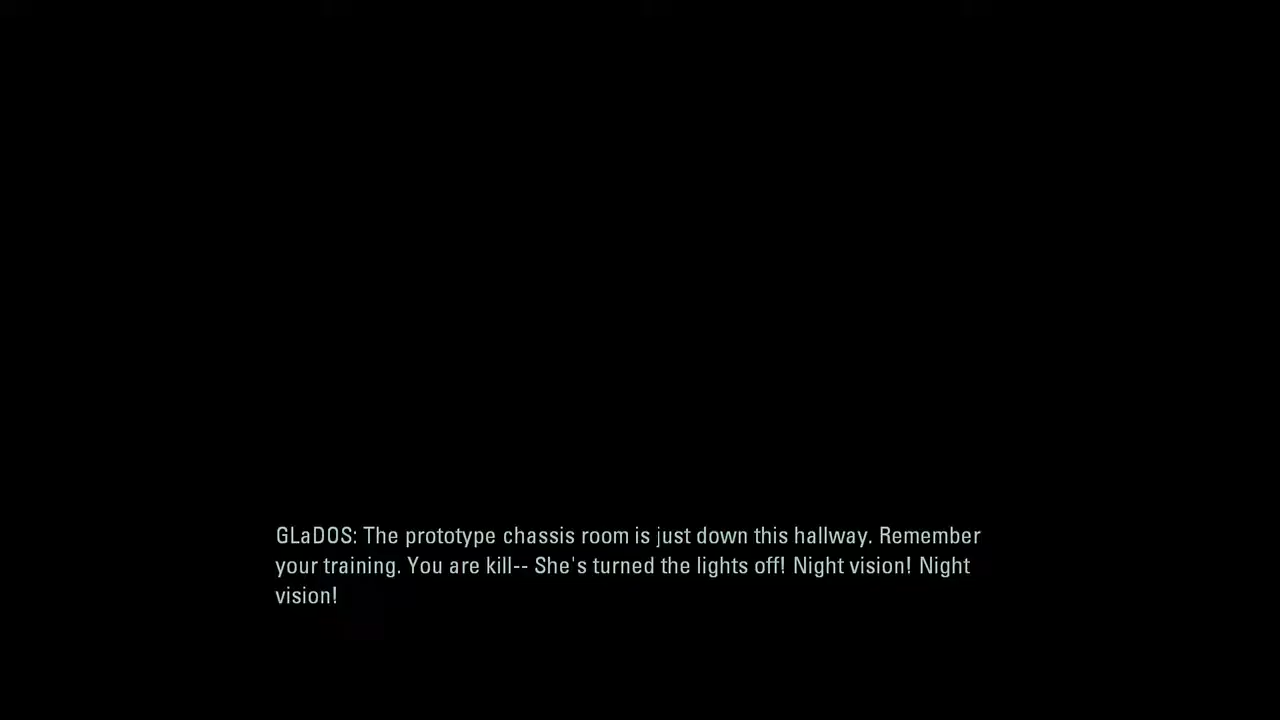 GLaDOS: The prototype chassis room is just down this hallway. Remember
your training. You are kill-- She's turned the lights off! Night vision! Night
vision!